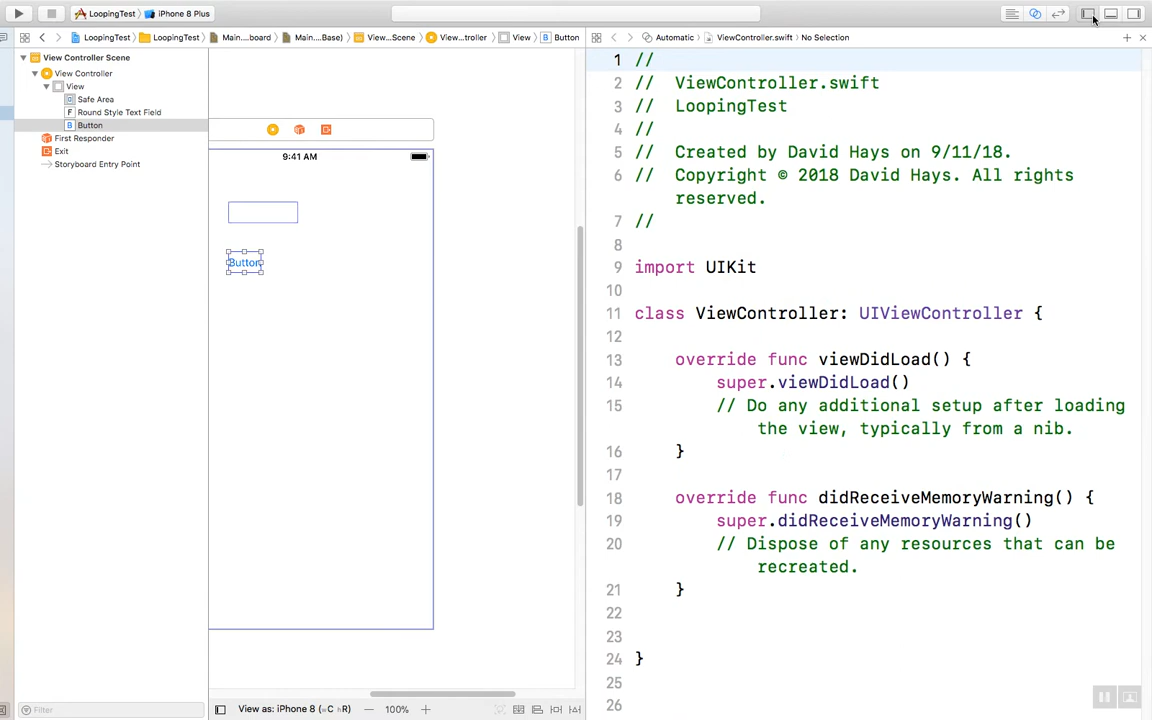 LoopingTest
iPhone 8 Plus
LoopingTest
LoopingTest
Main....board
Main....Base)
View...Scene
View...troller
View
Button
Automatic
ViewController.swift
No Selection
View Controller Scene
View Controller
View
Safe Area
F Round Style Text Field
B Button
First Responder
Exit
Storyboard Entry Point
9:41 AM
Button
1 //
2 // ViewController.swift
3 // LoopingTest
4 //
5 // Created by David Hays on 9/11/18.
6 // Copyright © 2018 David Hays. All rights
reserved.
7 //
8
9 import UIKit
10
11 class ViewController: UIViewController {
12
13 override func viewDidLoad() {
14 super.viewDidLoad()
15 // Do any additional setup after loading
the view, typically from a nib.
16 }
17
18 override func didReceiveMemoryWarning() {
19 super.didReceiveMemoryWarning()
20 // Dispose of any resources that can be
recreated.
21 }
22
23
24 }
25
26
Filter
View as: iPhone 8 (wC hR)
100%